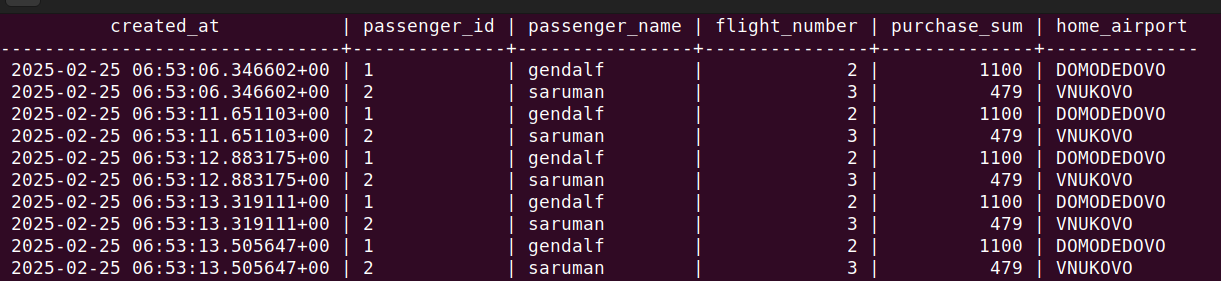 created_at | passenger_id | passenger_name | flight_number | purchase_sum | home_airport
-------------------------------+--------------+----------------+---------------+--------------+--------------
2025-02-25 06:53:06.346602+00 | 1 | gendalf | 2 | 1100 | DOMODEDOVO
2025-02-25 06:53:06.346602+00 | 2 | saruman | 3 | 479 | VNUKOVO
2025-02-25 06:53:11.651103+00 | 1 | gendalf | 2 | 1100 | DOMODEDOVO
2025-02-25 06:53:11.651103+00 | 2 | saruman | 3 | 479 | VNUKOVO
2025-02-25 06:53:12.883175+00 | 1 | gendalf | 2 | 1100 | DOMODEDOVO
2025-02-25 06:53:12.883175+00 | 2 | saruman | 3 | 479 | VNUKOVO
2025-02-25 06:53:13.319111+00 | 1 | gendalf | 2 | 1100 | DOMODEDOVO
2025-02-25 06:53:13.319111+00 | 2 | saruman | 3 | 479 | VNUKOVO
2025-02-25 06:53:13.505647+00 | 1 | gendalf | 2 | 1100 | DOMODEDOVO
2025-02-25 06:53:13.505647+00 | 2 | saruman | 3 | 479 | VNUKOVO